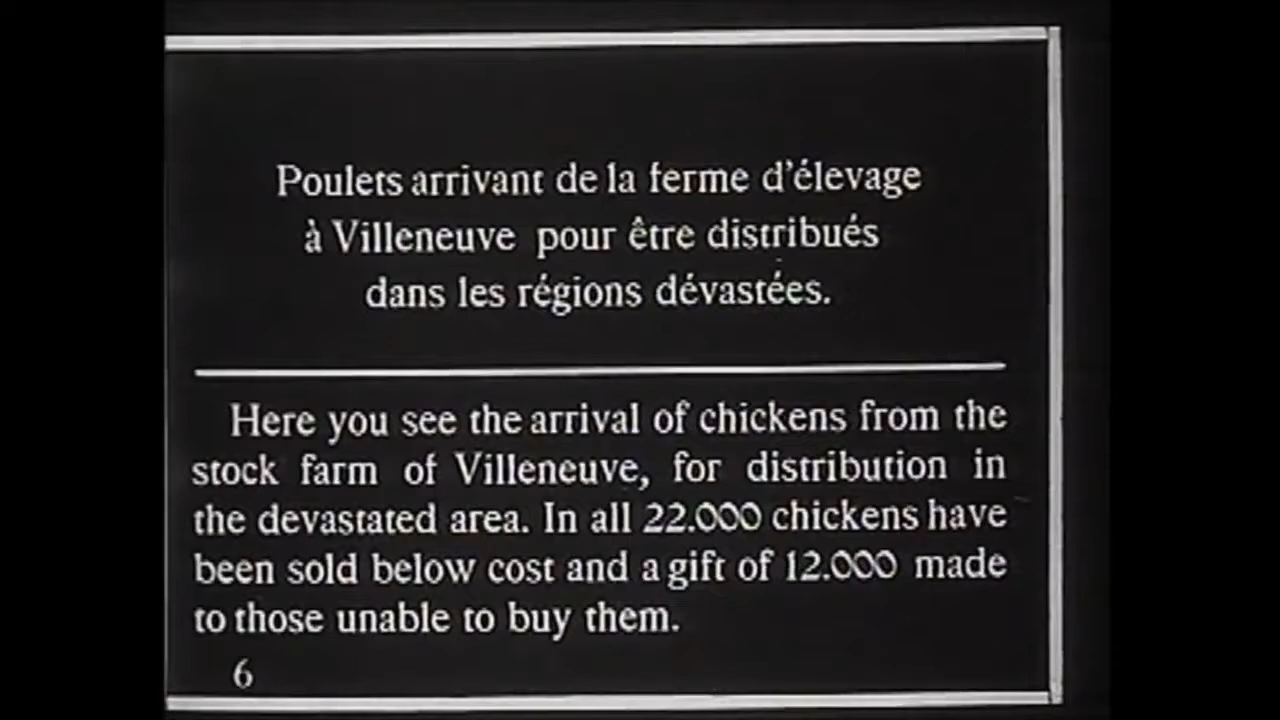 Poulets arrivant de la ferme d'élevage
à Villeneuve pour être distribués
dans les régions dévastées.
Here you see the arrival of chickens from the
stock farm of Villeneuve, for distribution in
the devastated area. In all 22.000 chickens have
been sold below cost and a gift of 12.000 made
to those unable to buy them.
6